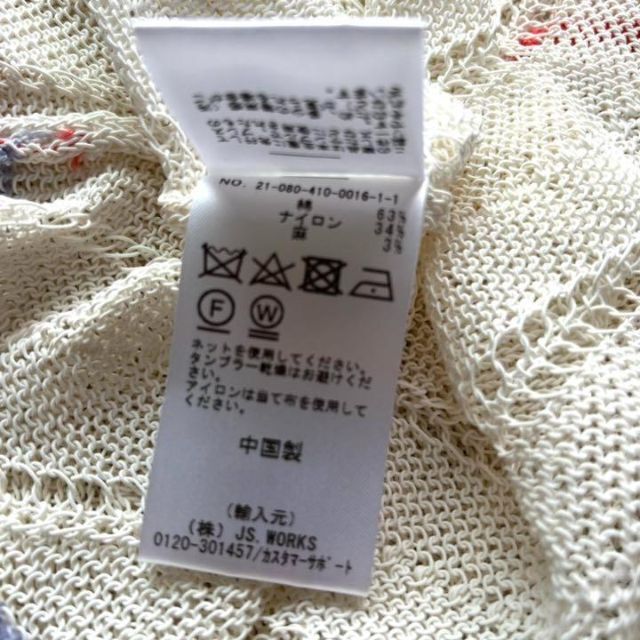 NO. 21-080-410-0016-1-1
綿 63%
ナイロン 34%
麻 3%
F W
ネットを使用してください。
タンブラー乾燥はお避けくだ
さい。
アイロンは当て布を使用して
ください。
中国製
(輸入元)
(株) JS. WORKS
0120-301457/カスタマーサポート